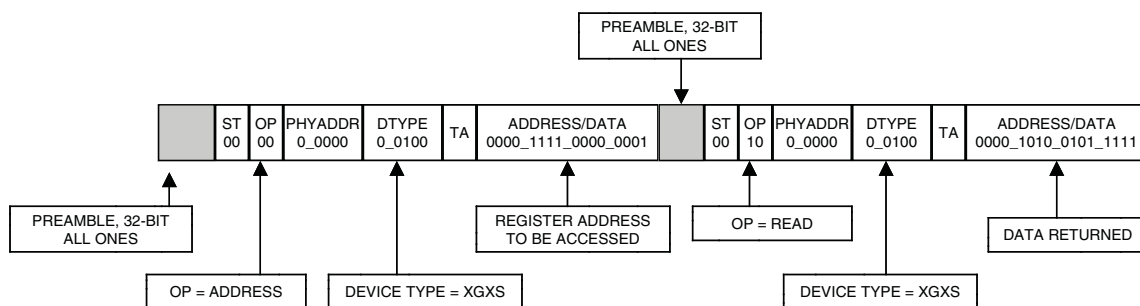 PREAMBLE, 32-BIT
ALL ONES
ST OP PHYADDR DTYPE TA ADDRESS/DATA ST OP PHYADDR DTYPE TA ADDRESS/DATA
00 00 0_0000 0_0100 0000_1111_0000_0001 00 10 0_0000 0_0100 0000_1010_0101_1111
PREAMBLE, 32-BIT
ALL ONES
REGISTER ADDRESS
TO BE ACCESSED
OP = READ
DATA RETURNED
OP = ADDRESS
DEVICE TYPE = XGXS
DEVICE TYPE = XGXS